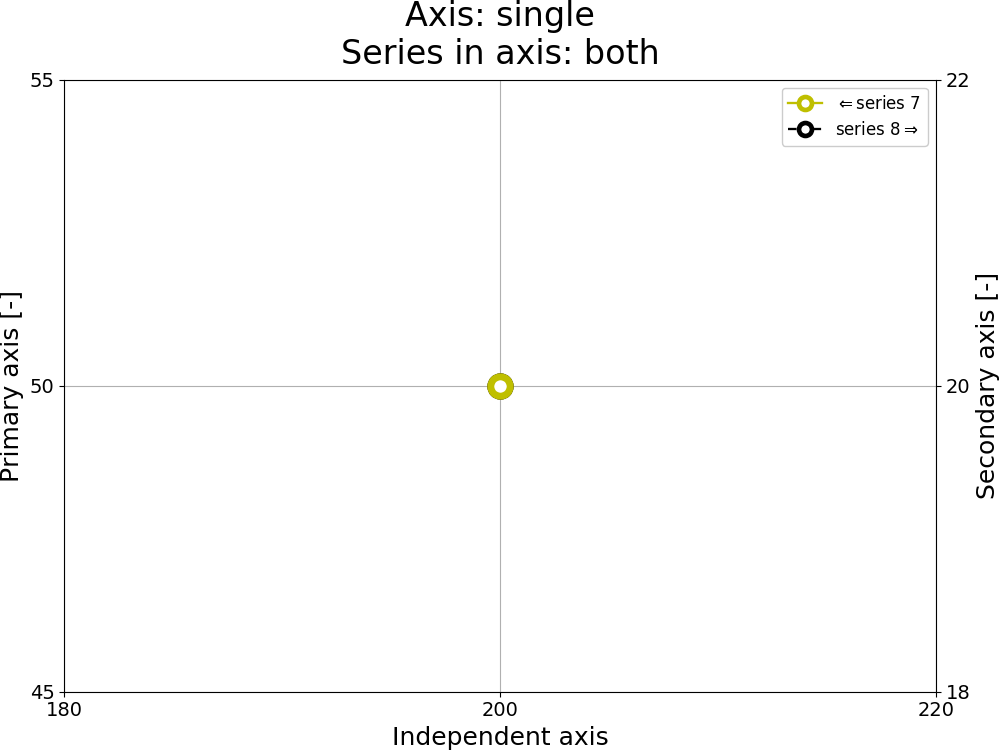 Axis: single
Series in axis: both
55
22
⇐series 7
series 8⇒
Primary axis [-]
50
20
Secondary axis [-]
45
18
180
200
220
Independent axis